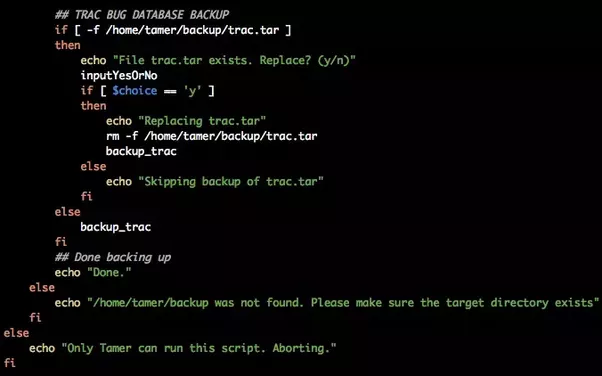 ## TRAC BUG DATABASE BACKUP
if [ -f /home/tamer/backup/trac.tar ]
then
echo "File trac.tar exists. Replace? (y/n)"
inputYesOrNo
if [ $choice == 'y' ]
then
echo "Replacing trac.tar"
rm -f /home/tamer/backup/trac.tar
backup_trac
else
echo "Skipping backup of trac.tar"
fi
else
backup_trac
fi
## Done backing up
echo "Done."
else
echo "/home/tamer/backup was not found. Please make sure the target directory exists"
fi
else
echo "Only Tamer can run this script. Aborting."
fi